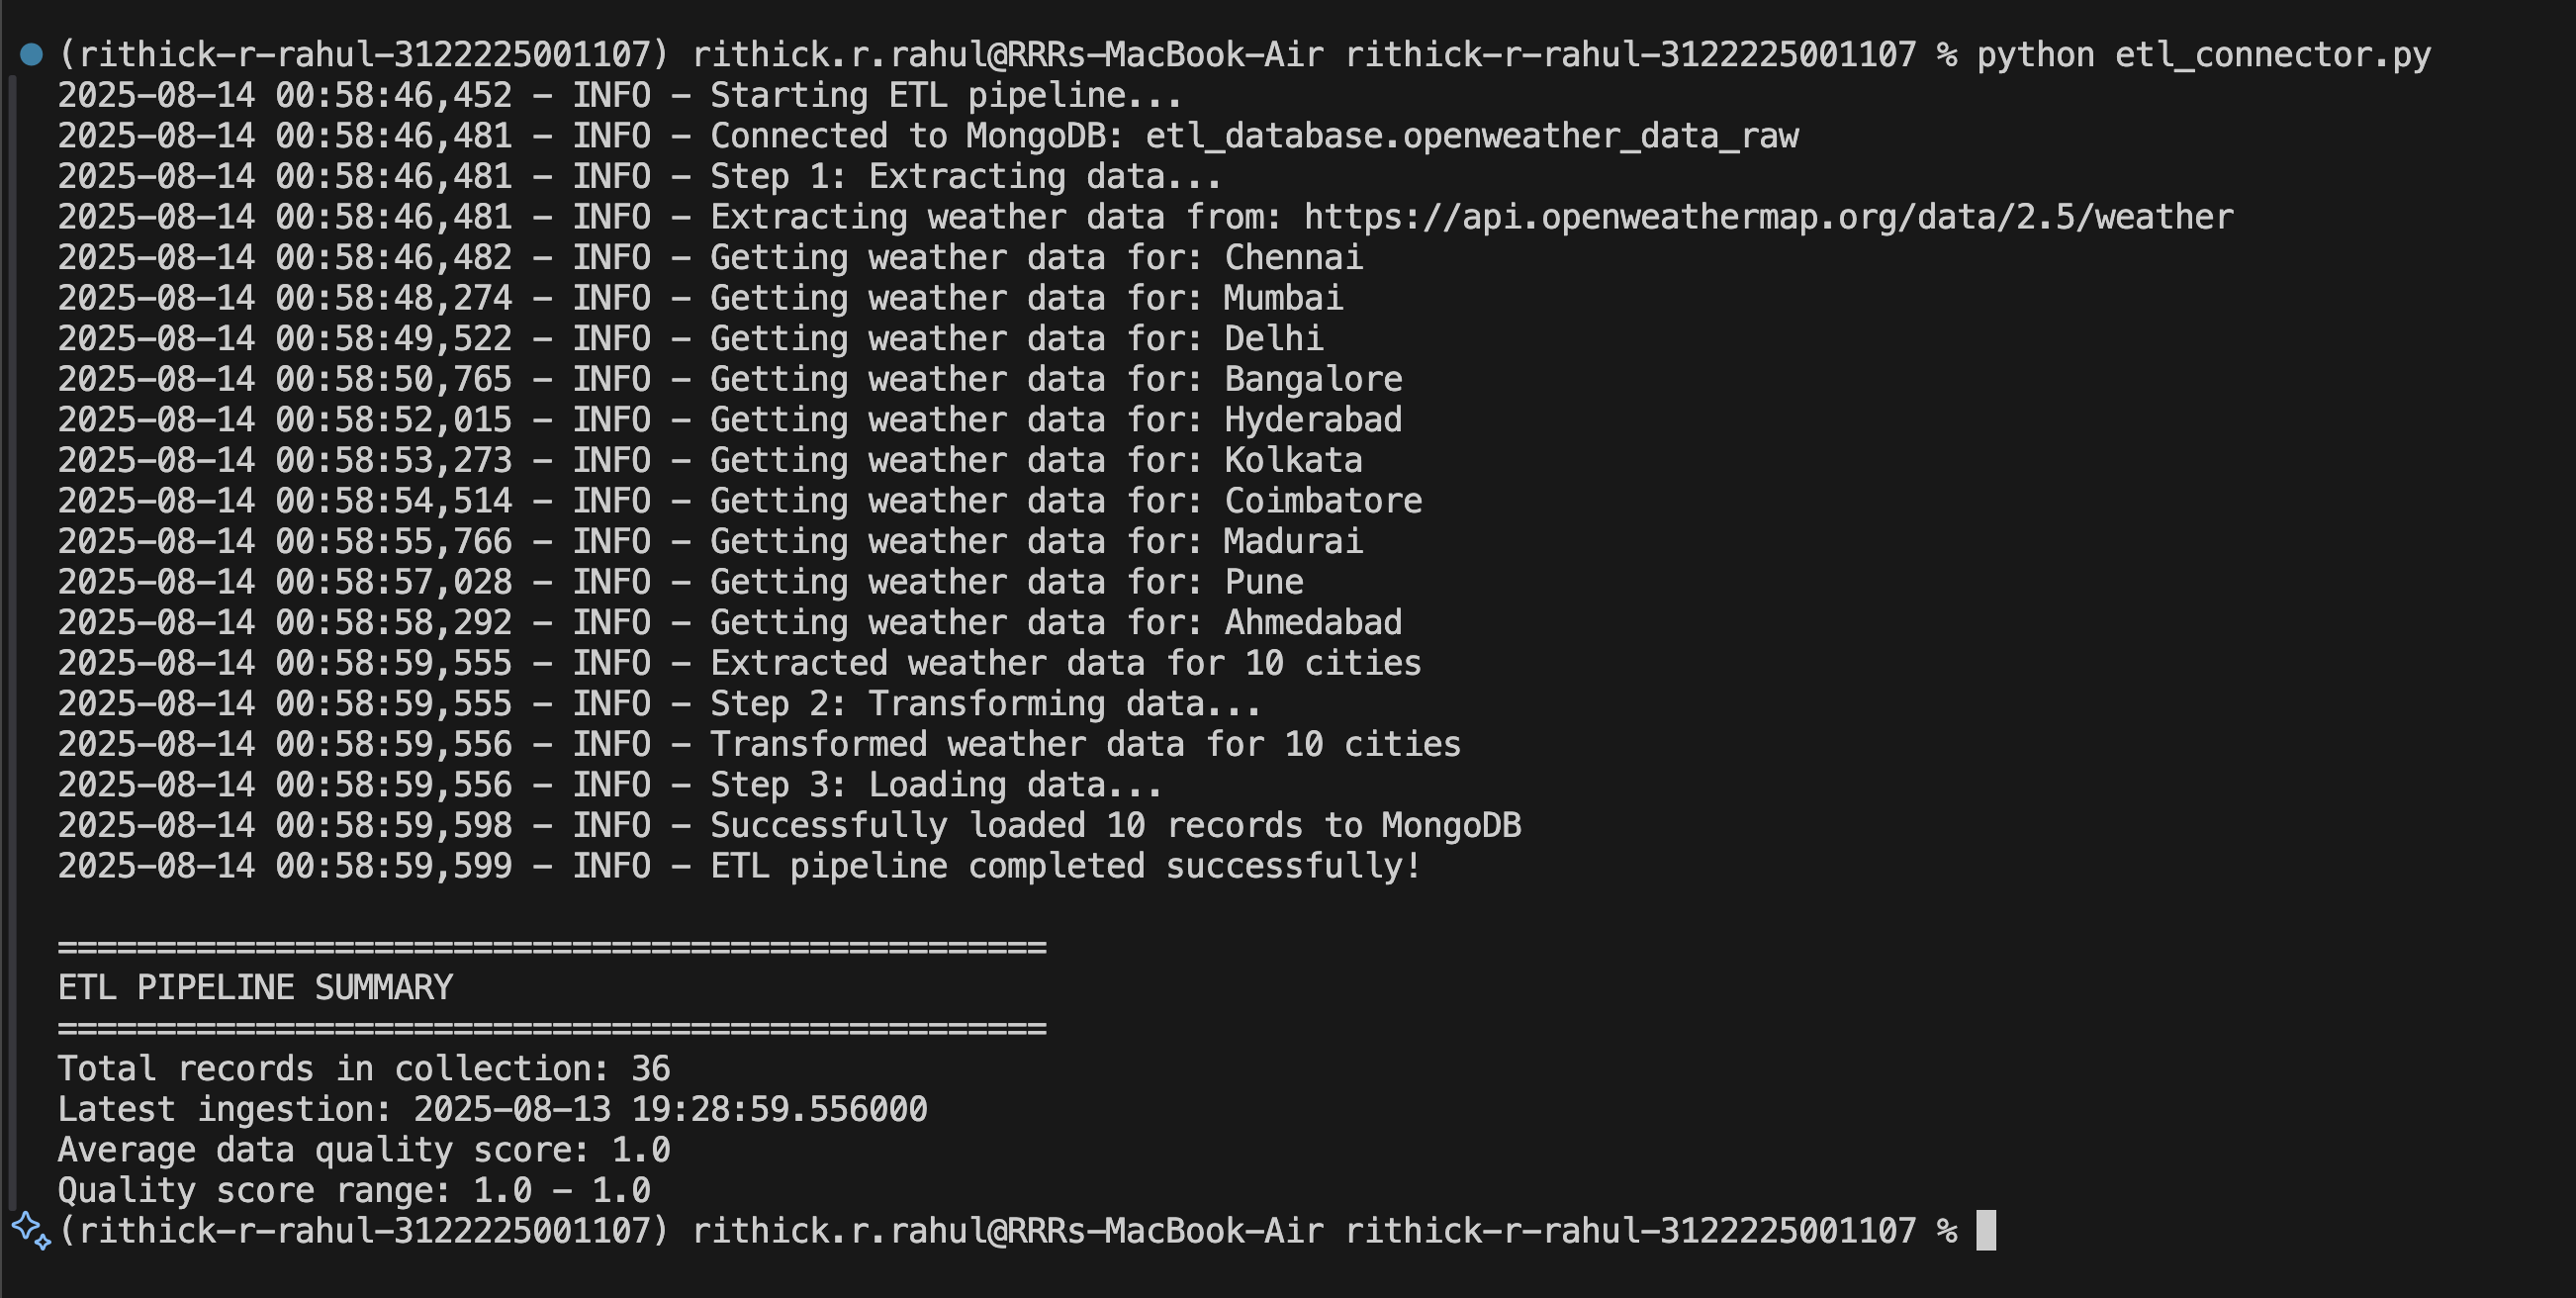 (rithick-r-rahul-3122225001107) rithick.r.rahul@RRRs-MacBook-Air rithick-r-rahul-3122225001107 % python etl_connector.py
2025-08-14 00:58:46,452 - INFO - Starting ETL pipeline...
2025-08-14 00:58:46,481 - INFO - Connected to MongoDB: etl_database.openweather_data_raw
2025-08-14 00:58:46,481 - INFO - Step 1: Extracting data...
2025-08-14 00:58:46,481 - INFO - Extracting weather data from: https://api.openweathermap.org/data/2.5/weather
2025-08-14 00:58:46,482 - INFO - Getting weather data for: Chennai
2025-08-14 00:58:48,274 - INFO - Getting weather data for: Mumbai
2025-08-14 00:58:49,522 - INFO - Getting weather data for: Delhi
2025-08-14 00:58:50,765 - INFO - Getting weather data for: Bangalore
2025-08-14 00:58:52,015 - INFO - Getting weather data for: Hyderabad
2025-08-14 00:58:53,273 - INFO - Getting weather data for: Kolkata
2025-08-14 00:58:54,514 - INFO - Getting weather data for: Coimbatore
2025-08-14 00:58:55,766 - INFO - Getting weather data for: Madurai
2025-08-14 00:58:57,028 - INFO - Getting weather data for: Pune
2025-08-14 00:58:58,292 - INFO - Getting weather data for: Ahmedabad
2025-08-14 00:58:59,555 - INFO - Extracted weather data for 10 cities
2025-08-14 00:58:59,555 - INFO - Step 2: Transforming data...
2025-08-14 00:58:59,556 - INFO - Transformed weather data for 10 cities
2025-08-14 00:58:59,556 - INFO - Step 3: Loading data...
2025-08-14 00:58:59,598 - INFO - Successfully loaded 10 records to MongoDB
2025-08-14 00:58:59,599 - INFO - ETL pipeline completed successfully!
==================================================
ETL PIPELINE SUMMARY
==================================================
Total records in collection: 36
Latest ingestion: 2025-08-13 19:28:59.556000
Average data quality score: 1.0
Quality score range: 1.0 - 1.0
(rithick-r-rahul-3122225001107) rithick.r.rahul@RRRs-MacBook-Air rithick-r-rahul-3122225001107 %